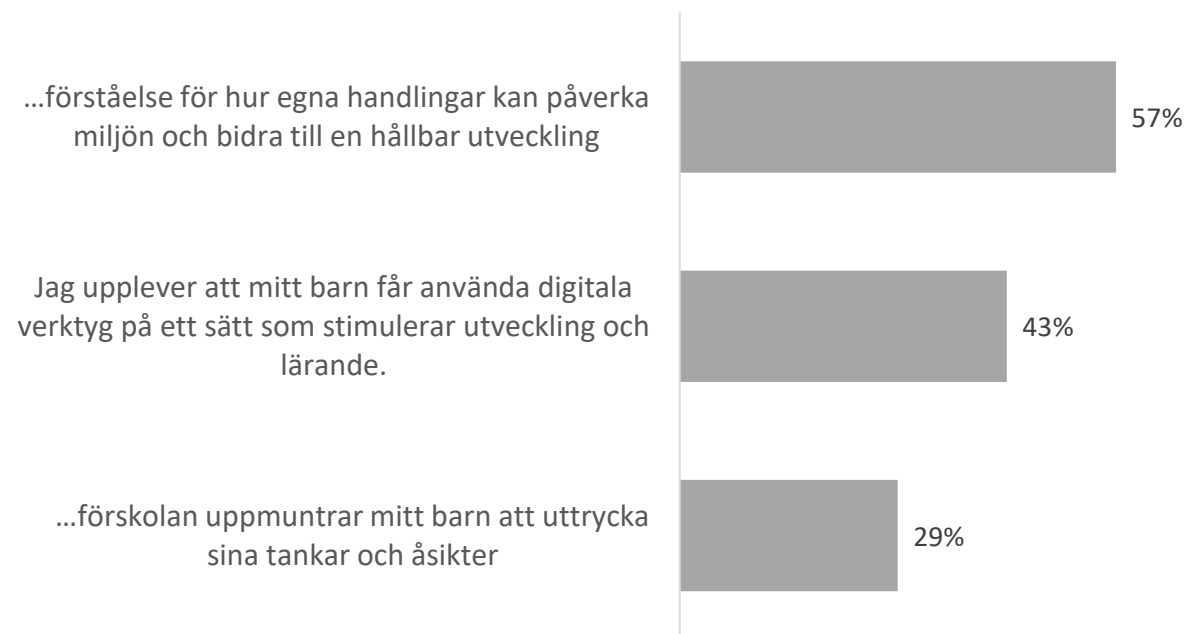 …förståelse för hur egna handlingar kan påverka
miljön och bidra till en hållbar utveckling
57%
Jag upplever att mitt barn får använda digitala
verktyg på ett sätt som stimulerar utveckling och
lärande.
43%
…förskolan uppmuntrar mitt barn att uttrycka
sina tankar och åsikter
29%